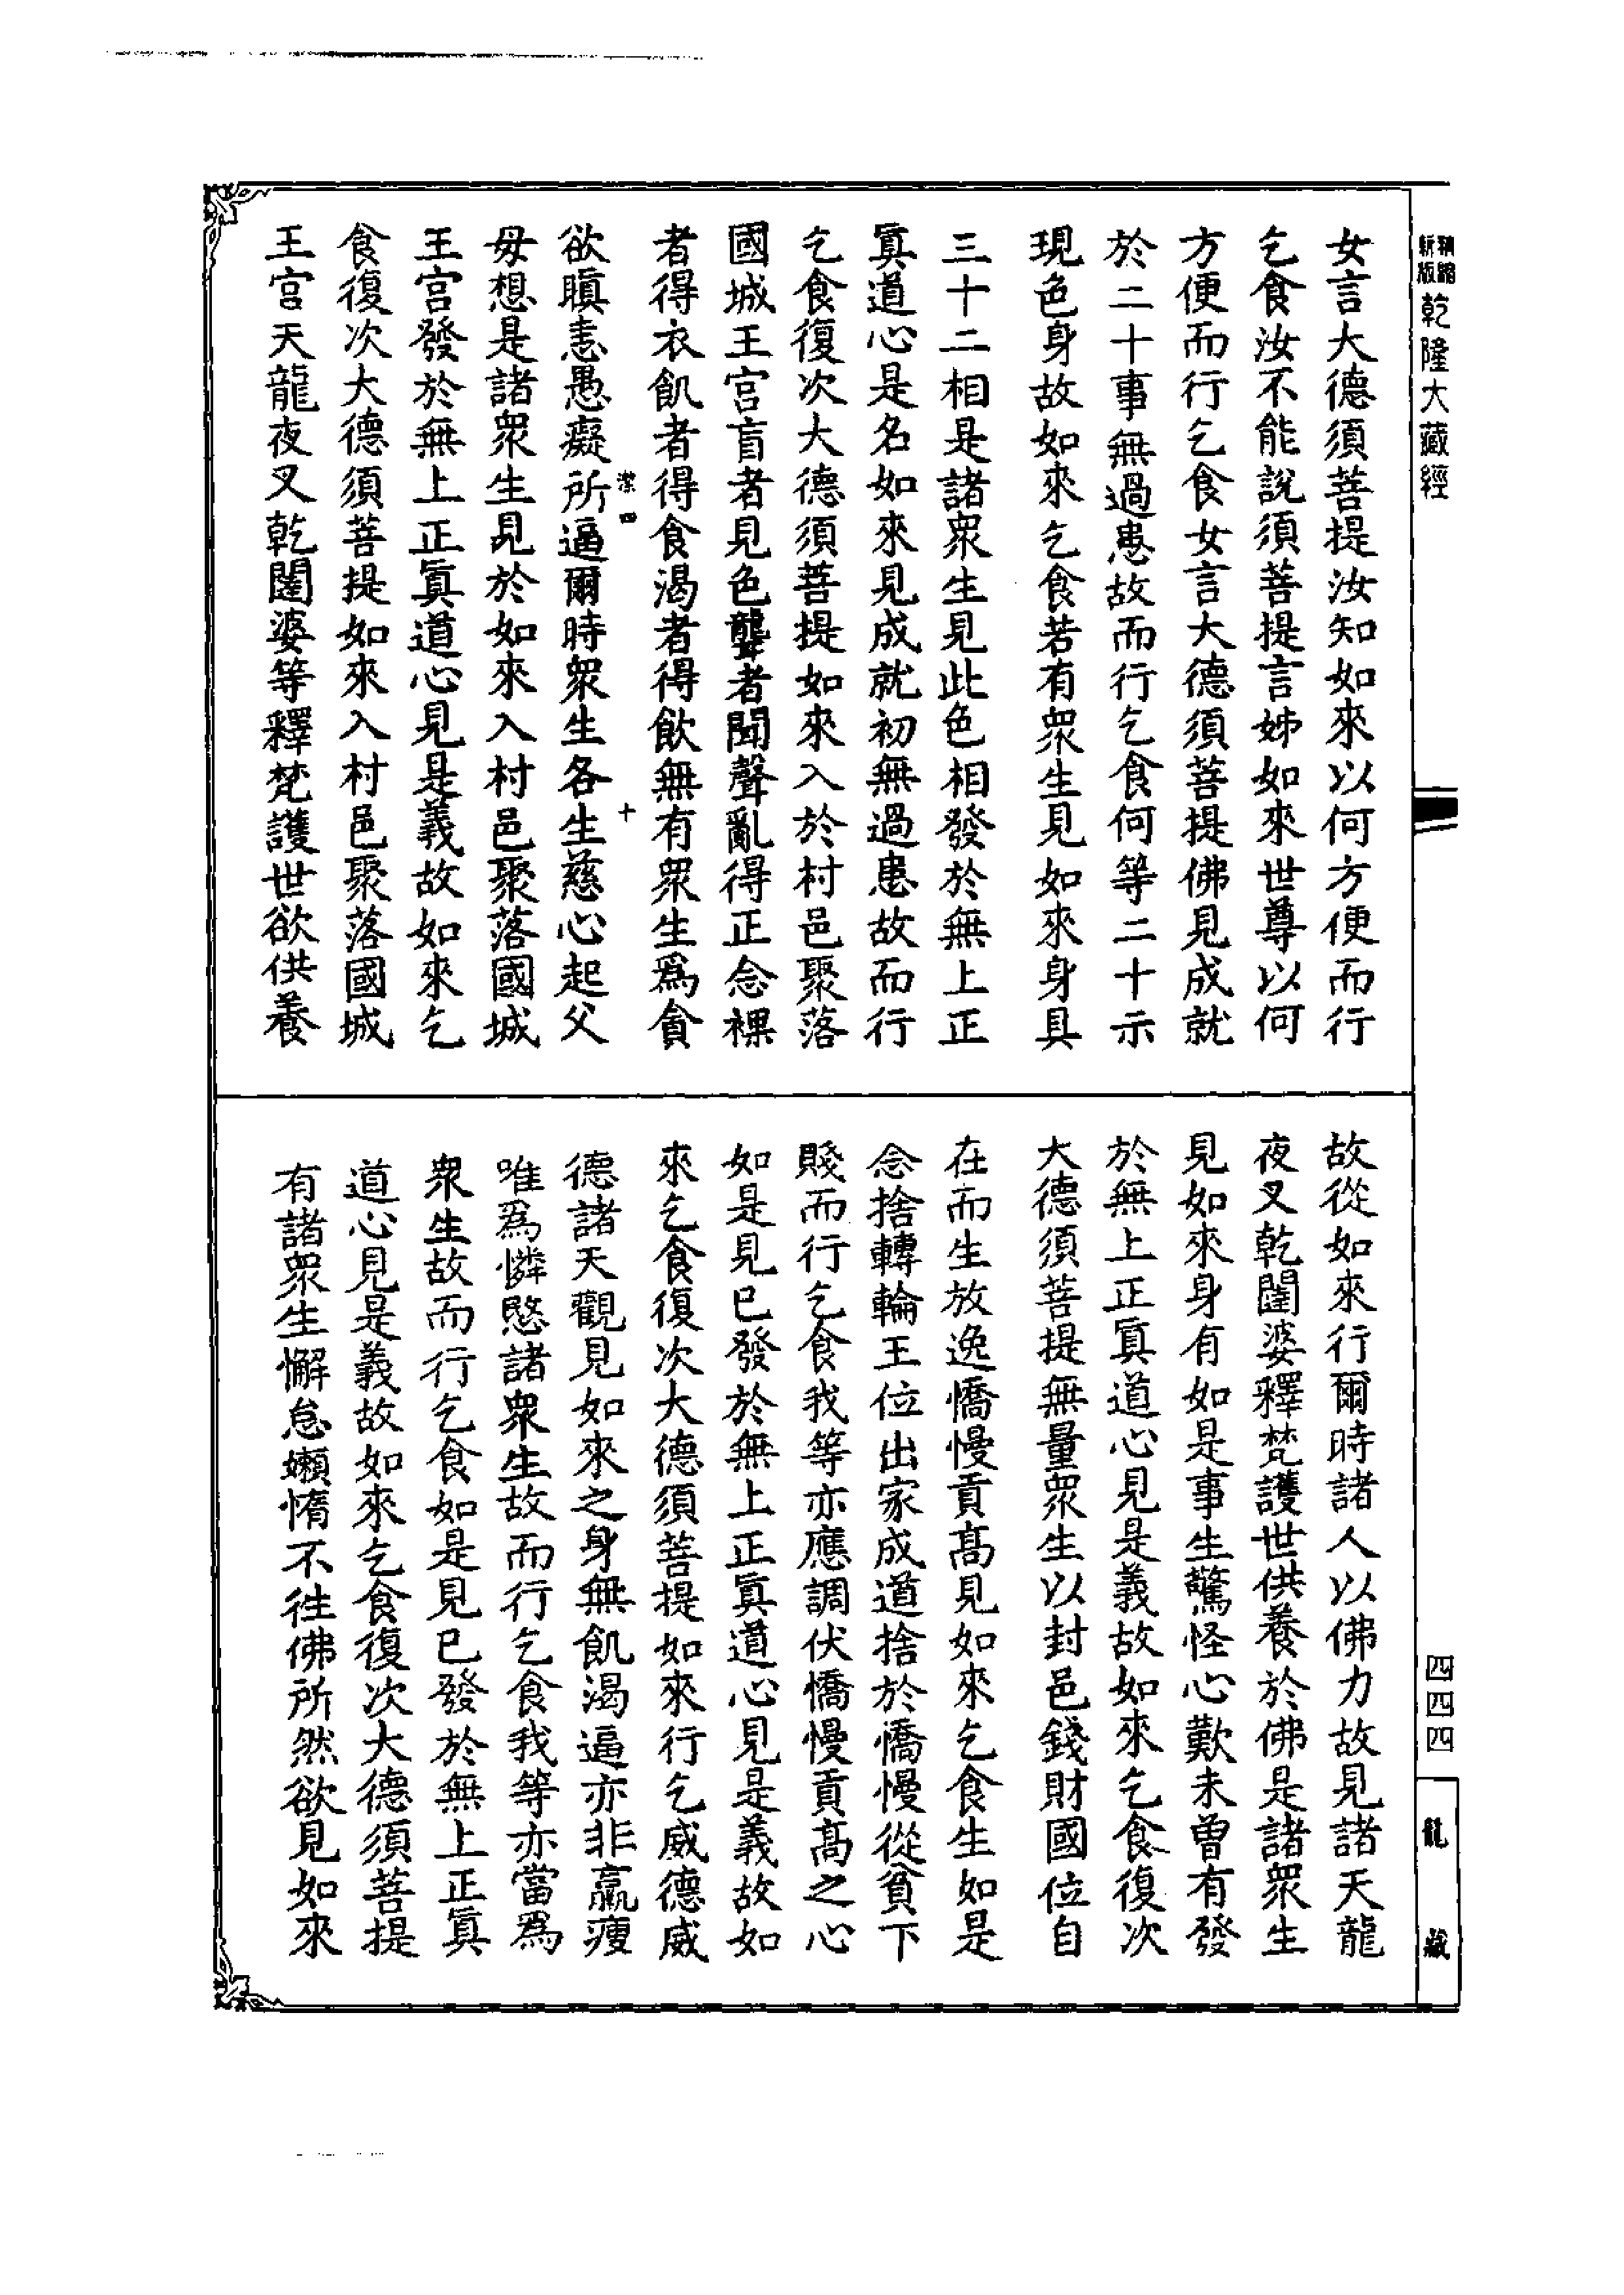 精縮
新版
乾隆大藏經
女言大德須菩提汝知如來以何方便而行
乞食汝不能說須菩提言姊如來世尊以何
方便而行乞食女言大德須菩提佛見成就
於二十事無過患故而行乞食何等二十示
現色身故如來乞食若有眾生見如來身具
三十二相是諸眾生見此色相發於無上正
眞道心是名如來見成就初無過患故而行
乞食復次大德須菩提如來入於村邑聚落
國城王宮盲者見色聾者聞聲亂得正念裸
者得衣飢者得食渴者得飲無有眾生爲貪
潔四
十
欲瞋恚愚癡所逼爾時眾生各生慈心起父
母想是諸眾生見於如來入村邑聚落國城
王宮發於無上正眞道心見是義故如來乞
食復次大德須菩提如來入村邑聚落國城
王宮天龍夜叉乾闥婆等釋梵護世欲供養
故從如來行爾時諸人以佛力故見諸天龍
夜叉乾闥婆釋梵護世供養於佛是諸眾生
見如來身有如是事生驚怪心歎未曾有發
於無上正眞道心見是義故如來乞食復次
大德須菩提無量眾生以封邑錢財國位自
在而生放逸憍慢貢髙見如來乞食生如是
念捨轉輪王位出家成道捨於憍慢從貧下
賤而行乞食我等亦應調伏憍慢貢髙之心
如是見已發於無上正眞道心見是義故如
來乞食復次大德須菩提如來行乞威德威
德諸天觀見如來之身無飢渴逼亦非羸瘦
唯爲憐愍諸眾生故而行乞食我等亦當爲
眾生故而行乞食如是見已發於無上正眞
道心見是義故如來乞食復次大德須菩提
有諸眾生懈怠嬾惰不往佛所然欲見如來
四四四
龍藏